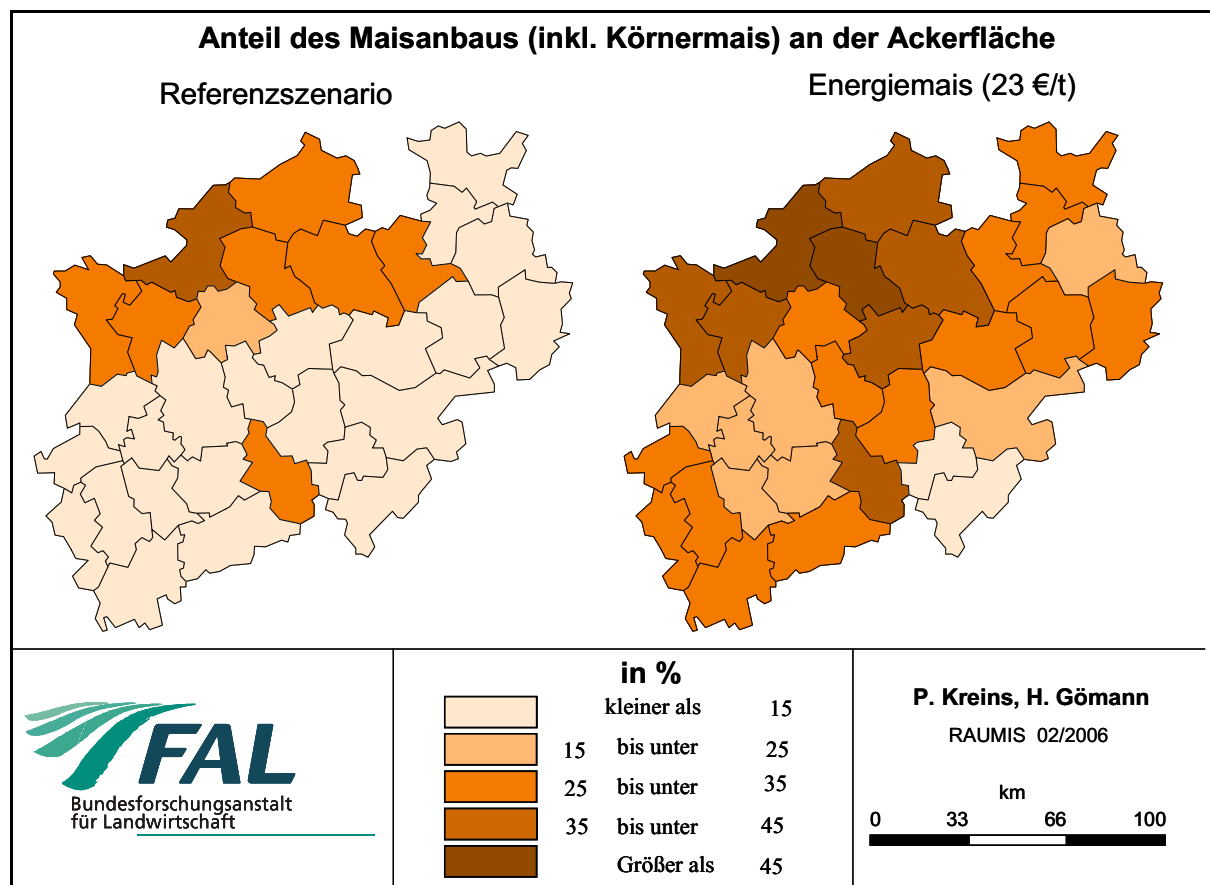 Anteil des Maisanbaus (inkl. Körnermais) an der Ackerfläche
Referenzszenario
Energiemais (23 €/t)
FAL
Bundesforschungsanstalt
für Landwirtschaft
in %
kleiner als 15
15 bis unter 25
25 bis unter 35
35 bis unter 45
Größer als 45
P. Kreins, H. Gömann
RAUMIS 02/2006
km
0 33 66 100